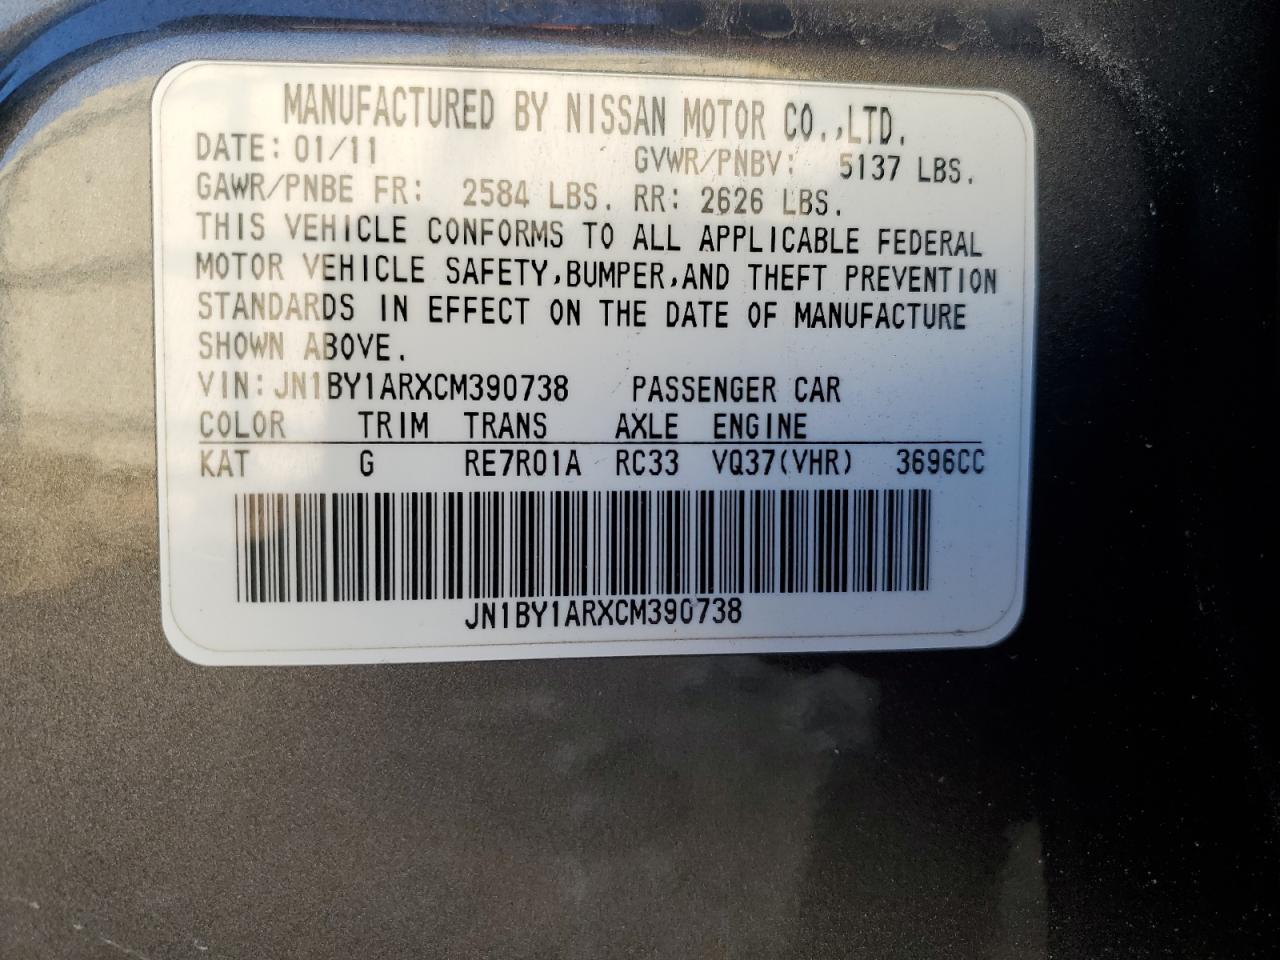 MANUFACTURED BY NISSAN MOTOR CO.,LTD.
DATE: 01/11 GVWR/PNBV: 5137 LBS.
GAWR/PNBE FR: 2584 LBS. RR: 2626 LBS.
THIS VEHICLE CONFORMS TO ALL APPLICABLE FEDERAL
MOTOR VEHICLE SAFETY,BUMPER,AND THEFT PREVENTION
STANDARDS IN EFFECT ON THE DATE OF MANUFACTURE
SHOWN ABOVE.
VIN:JN1BY1ARXCM390738 PASSENGER CAR
COLOR TRIM TRANS AXLE ENGINE
KAT G RE7R01A RC33 VQ37(VHR) 3696CC
JN1BY1ARXCM390738